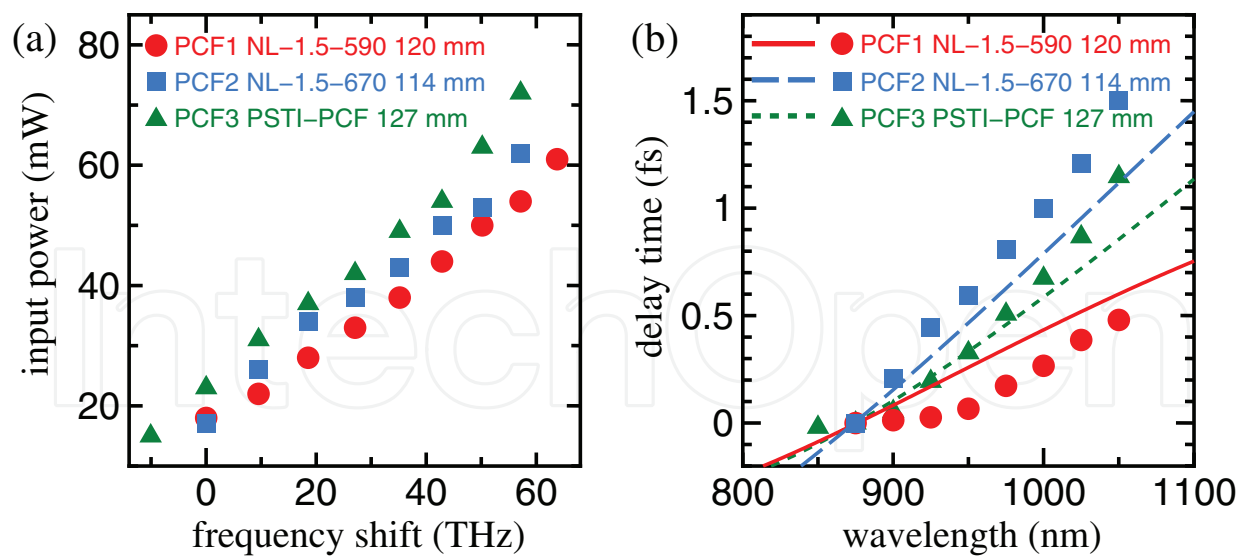 (a)
PCF1 NL−1.5−590 120 mm
PCF2 NL−1.5−670 114 mm
PCF3 PSTI−PCF 127 mm
80
60
40
20
input power (mW)
0 20 40 60
frequency shift (THz)
(b)
PCF1 NL−1.5−590 120 mm
PCF2 NL−1.5−670 114 mm
PCF3 PSTI−PCF 127 mm
1.5
1
0.5
0
delay time (fs)
800 900 1000 1100
wavelength (nm)
IntechOpen